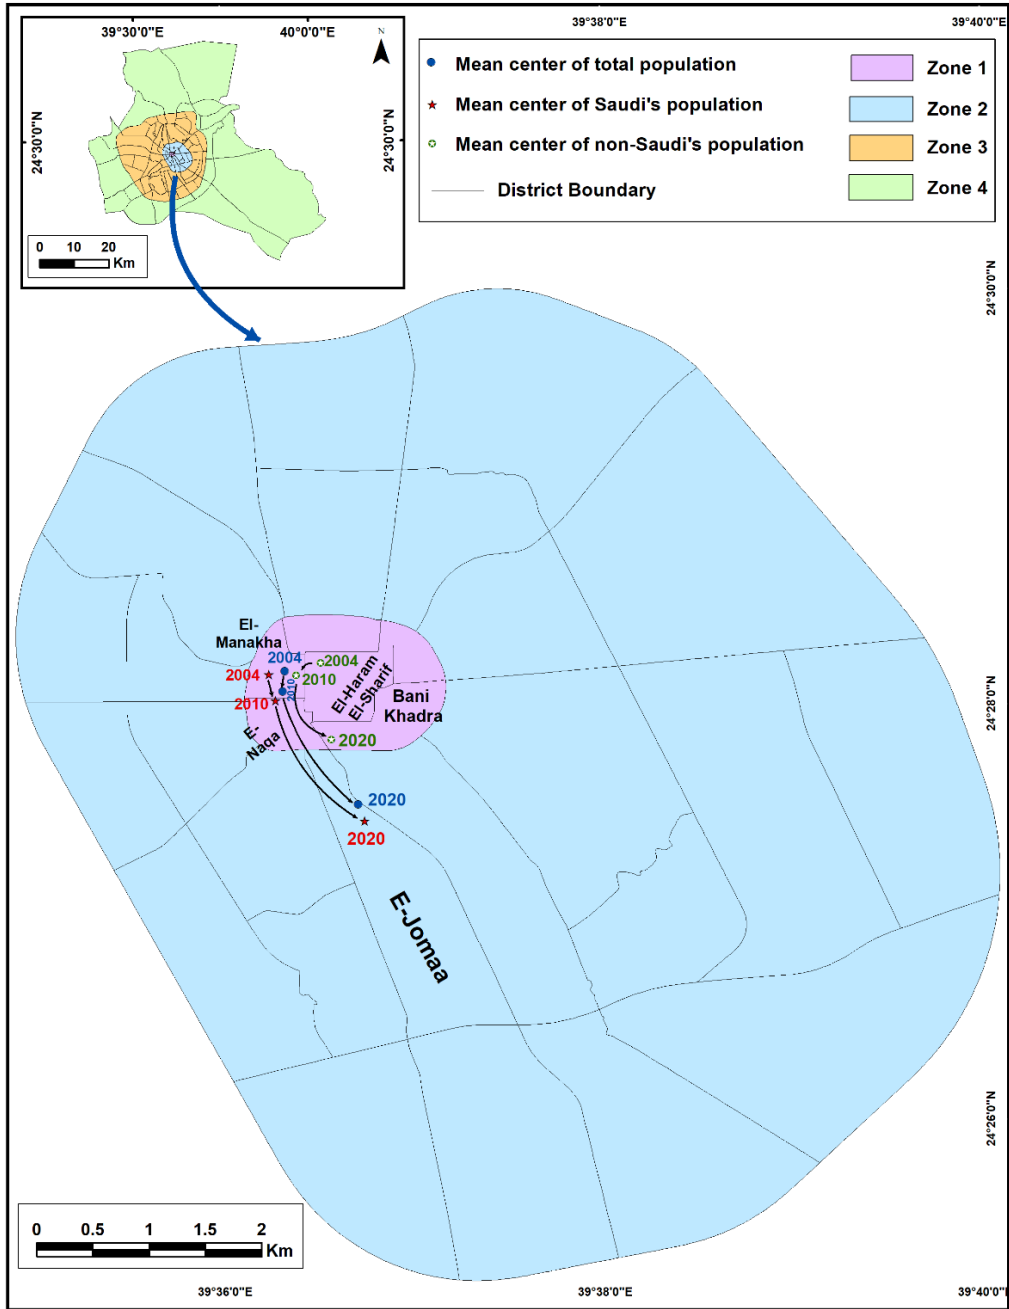 39°38'0"E
39°40'0"E
39°30'0"E
40°0'0"E
N
24°30'0"N
24°30'0"N
0 10 20
Km
Mean center of total population
Mean center of Saudi's population
Mean center of non-Saudi's population
District Boundary
Zone 1
Zone 2
Zone 3
Zone 4
24°30'0"N
El-
Manakha
2004
2004
2004
2010
2010
2010
El-Haram
El-Sharif
Bani
Khadra
E'-
Naqa
2020
2020
2020
E-Jomaa
24°28'0"N
24°26'0"N
0 0.5 1 1.5 2
Km
39°36'0"E
39°38'0"E
39°40'0"E